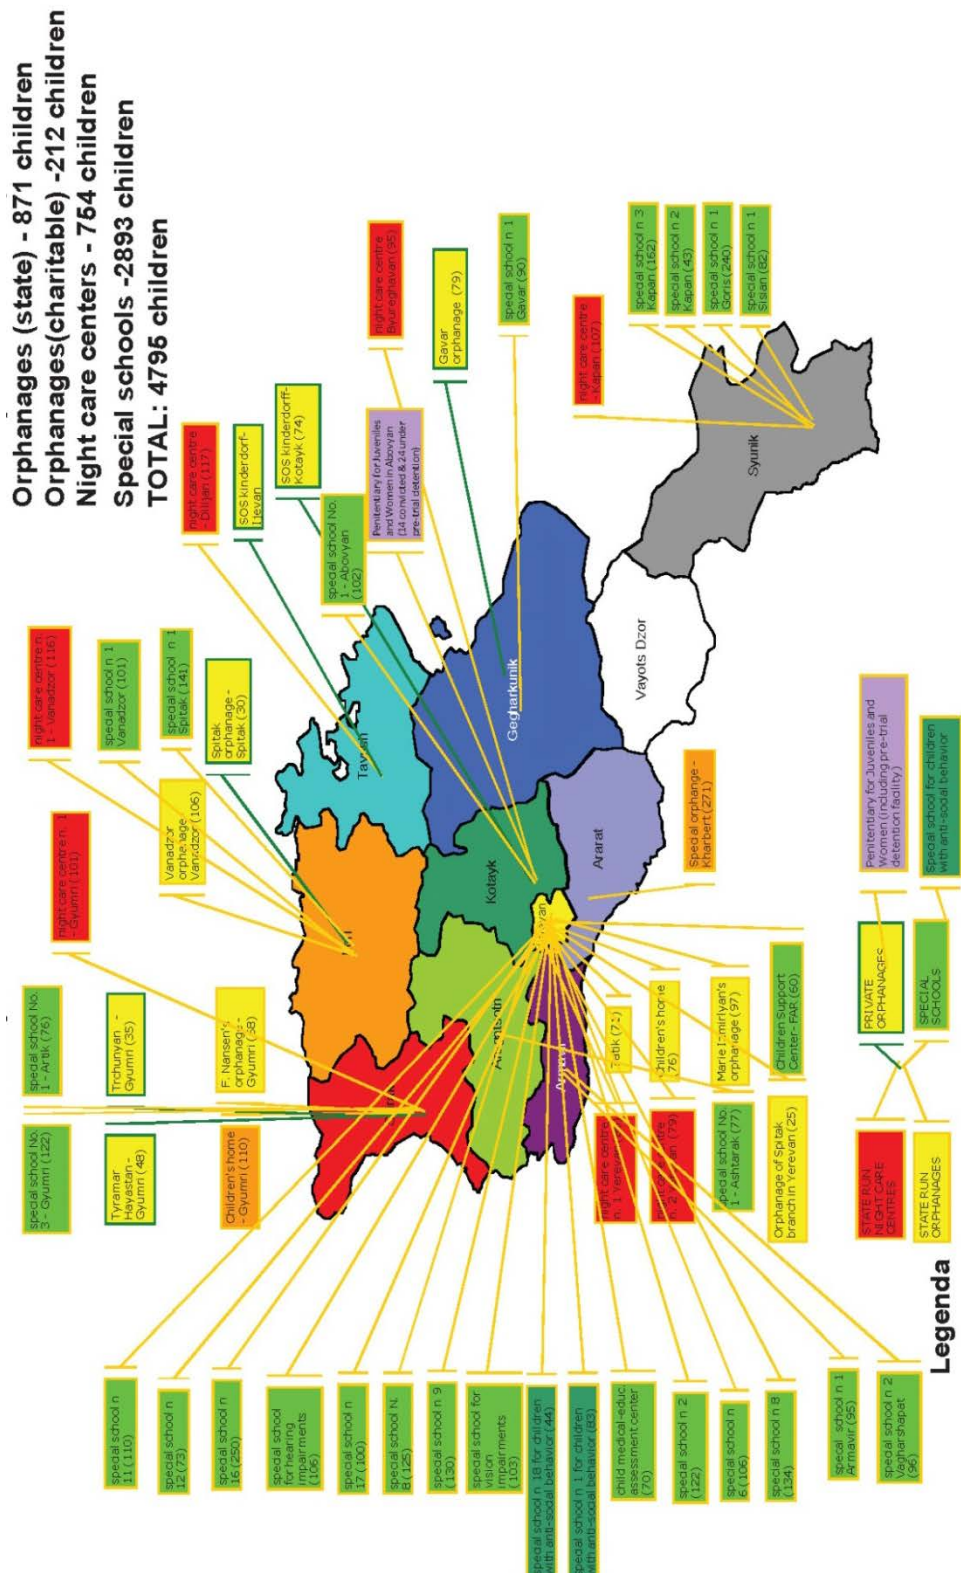 Orphanages (state) - 871 children
Orphanages(charitable) -212 children
Night care centers - 754 children
Special schools -2893 children
TOTAL: 4795 children
special school No.
3 - Gyumri (122)
special school No.
1 - Artik (76)
Tyramar
Hayastan -
Gyumri (48)
Trchunyan -
Gyumri (35)
Children's home
- Gyumri (110)
F. Nansen's
orphanage -
Gyumri
night care centre n. 1
- Gyumri (101)
night care centre n.
1 - Vanadzor (116)
special school n 1
Vanadzor (101)
special school n 1
Spitak (141)
Vanadzor
orphanage
Vanadzor (106)
Spitak
orphanage -
Spitak (30)
night care centre
- Dilijan (117)
SOS kinderdorf-
Ijevan
SOS kinderdorff-
Kotayk (74)
special school No.
1 - Abovyan
(102)
Penitentiary for Juveniles
and Women in Abovyan
(14 convicted & 24 under
pre-trial detention)
night care centre
Byureghavan (95)
Gavar
orphanage (79)
special school n 1
Gavar (90)
night care centre
- Kapan (107)
special school n 3
Kapan (162)
special school n 2
Kapan (43)
special school n 1
Goris (240)
special school n 1
Sisian (82)
Kotayk
Gegharkunik
Ararat
Vayots Dzor
Syunik
special school n
11 (110)
special school n
12 (73)
special school n
16 (250)
special school
for hearing
impairments
(106)
special school n
17 (100)
special school N.
8 (125)
special school n 9
(130)
special school for
vision
impairments
(103)
special school n 18 for children
with anti-social behavior (44)
special school n 1 for children
with anti-social behavior (83)
child medical-educ.
assessment center
(70)
special school n 2
(122)
special school n
6 (106)
special school n 8
(134)
special school n 1
Armavir (95)
special school n 2
Vagharshapat
(96)
night care centre
n. 1 Yerevan
night care centre
n. 2 (79)
special school No.
1 - Ashtarak (77)
Orphanage of Spitak
branch in Yerevan (25)
Zatik
Children's home
(76)
Marie Izmirlyan's
orphanage (97)
Children Support
Center- FAR (60)
Special orphange -
Kharbert (271)
Legenda
STATE RUN
NIGHT CARE
CENTRES
STATE RUN
ORPHANAGES
PRIVATE
ORPHANAGES
SPECIAL
SCHOOLS
Penitentiary for Juveniles and
Women (including pre-trial
detention facility)
Special school for children
with anti-social behavior